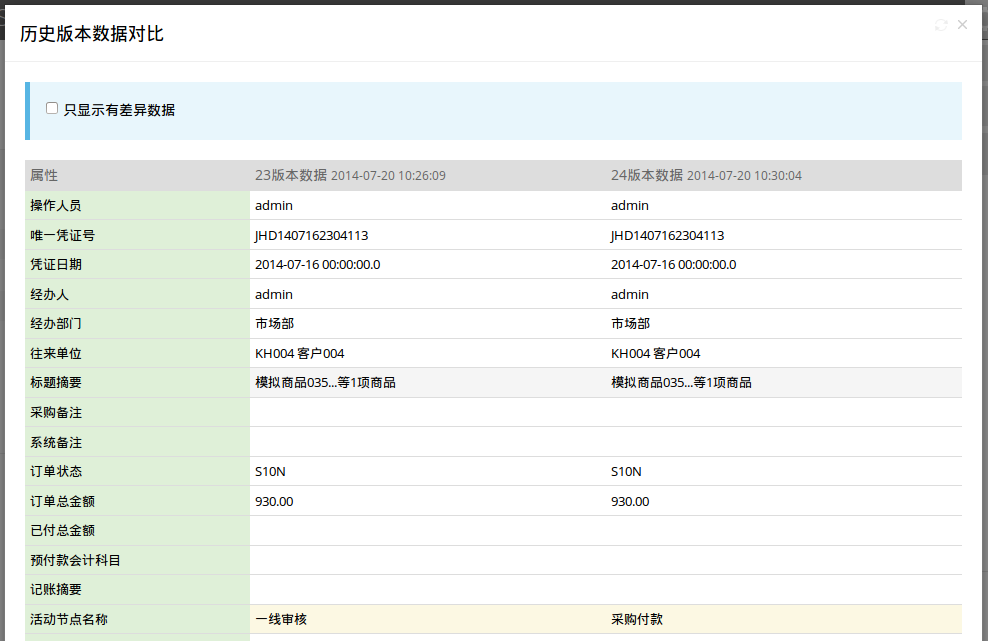 历史版本数据对比
只显示有差异数据
属性 23版本数据 2014-07-20 10:26:09 24版本数据 2014-07-20 10:30:04
操作人员 admin admin
唯一凭证号 JHD1407162304113 JHD1407162304113
凭证日期 2014-07-16 00:00:00.0 2014-07-16 00:00:00.0
经办人 admin admin
经办部门 市场部 市场部
往来单位 KH004 客户004 KH004 客户004
标题摘要 模拟商品035...等1项商品 模拟商品035...等1项商品
采购备注
系统备注
订单状态 S10N S10N
订单总金额 930.00 930.00
已付总金额
预付款会计科目
记账摘要
活动节点名称 一线审核 采购付款